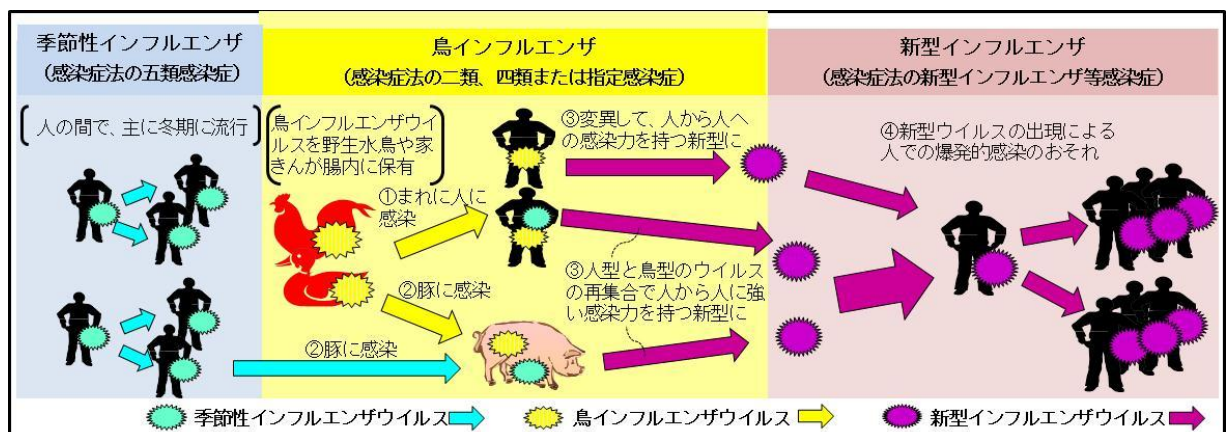 季節性インフルエンザ
(感染症法の五類感染症)
鳥インフルエンザ
(感染症法の二類、四類または指定感染症)
新型インフルエンザ
(感染症法の新型インフルエンザ等感染症)
人の間で、主に冬期に流行
鳥インフルエンザウイ
ルスを野生水鳥や家
きんが腸内に保有
①まれに人に
感染
②豚に感染
②豚に感染
③変異して、人から人へ
の感染力を持つ新型に
③人型と鳥型のウイルス
の再集合で人から人に強
い感染力を持つ新型に
④新型ウイルスの出現による
人での爆発的感染のおそれ
季節性インフルエンザウイルス
鳥インフルエンザウイルス
新型インフルエンザウイルス